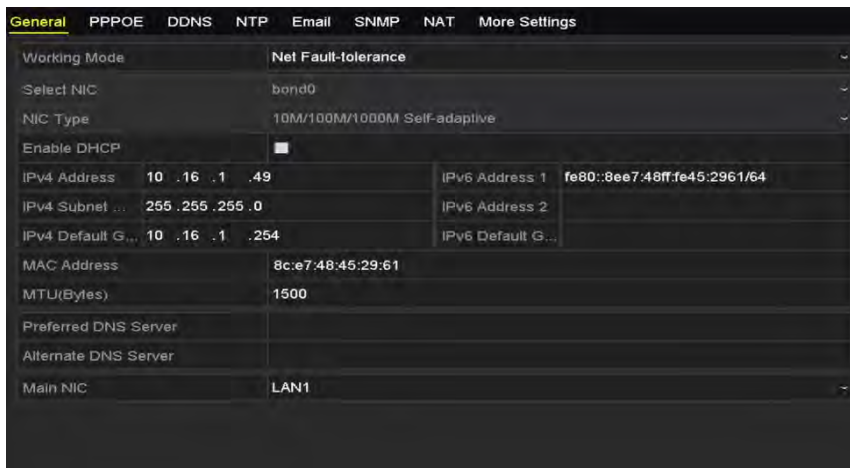 General PPPOE DDNS NTP Email SNMP NAT More Settings
Working Mode Net Fault-tolerance
Select NIC bond0
NIC Type 10M/100M/1000M Self-adaptive
Enable DHCP
IPv4 Address 10 .16 .1 .49 IPv6 Address 1 fe80::8ee7:48ff:fe45:2961/64
IPv4 Subnet ... 255.255.255.0 IPv6 Address 2
IPv4 Default G... 10 .16 .1 .254 IPv6 Default G...
MAC Address 8c:e7:48:45:29:61
MTU(Bytes) 1500
Preferred DNS Server
Alternate DNS Server
Main NIC LAN1